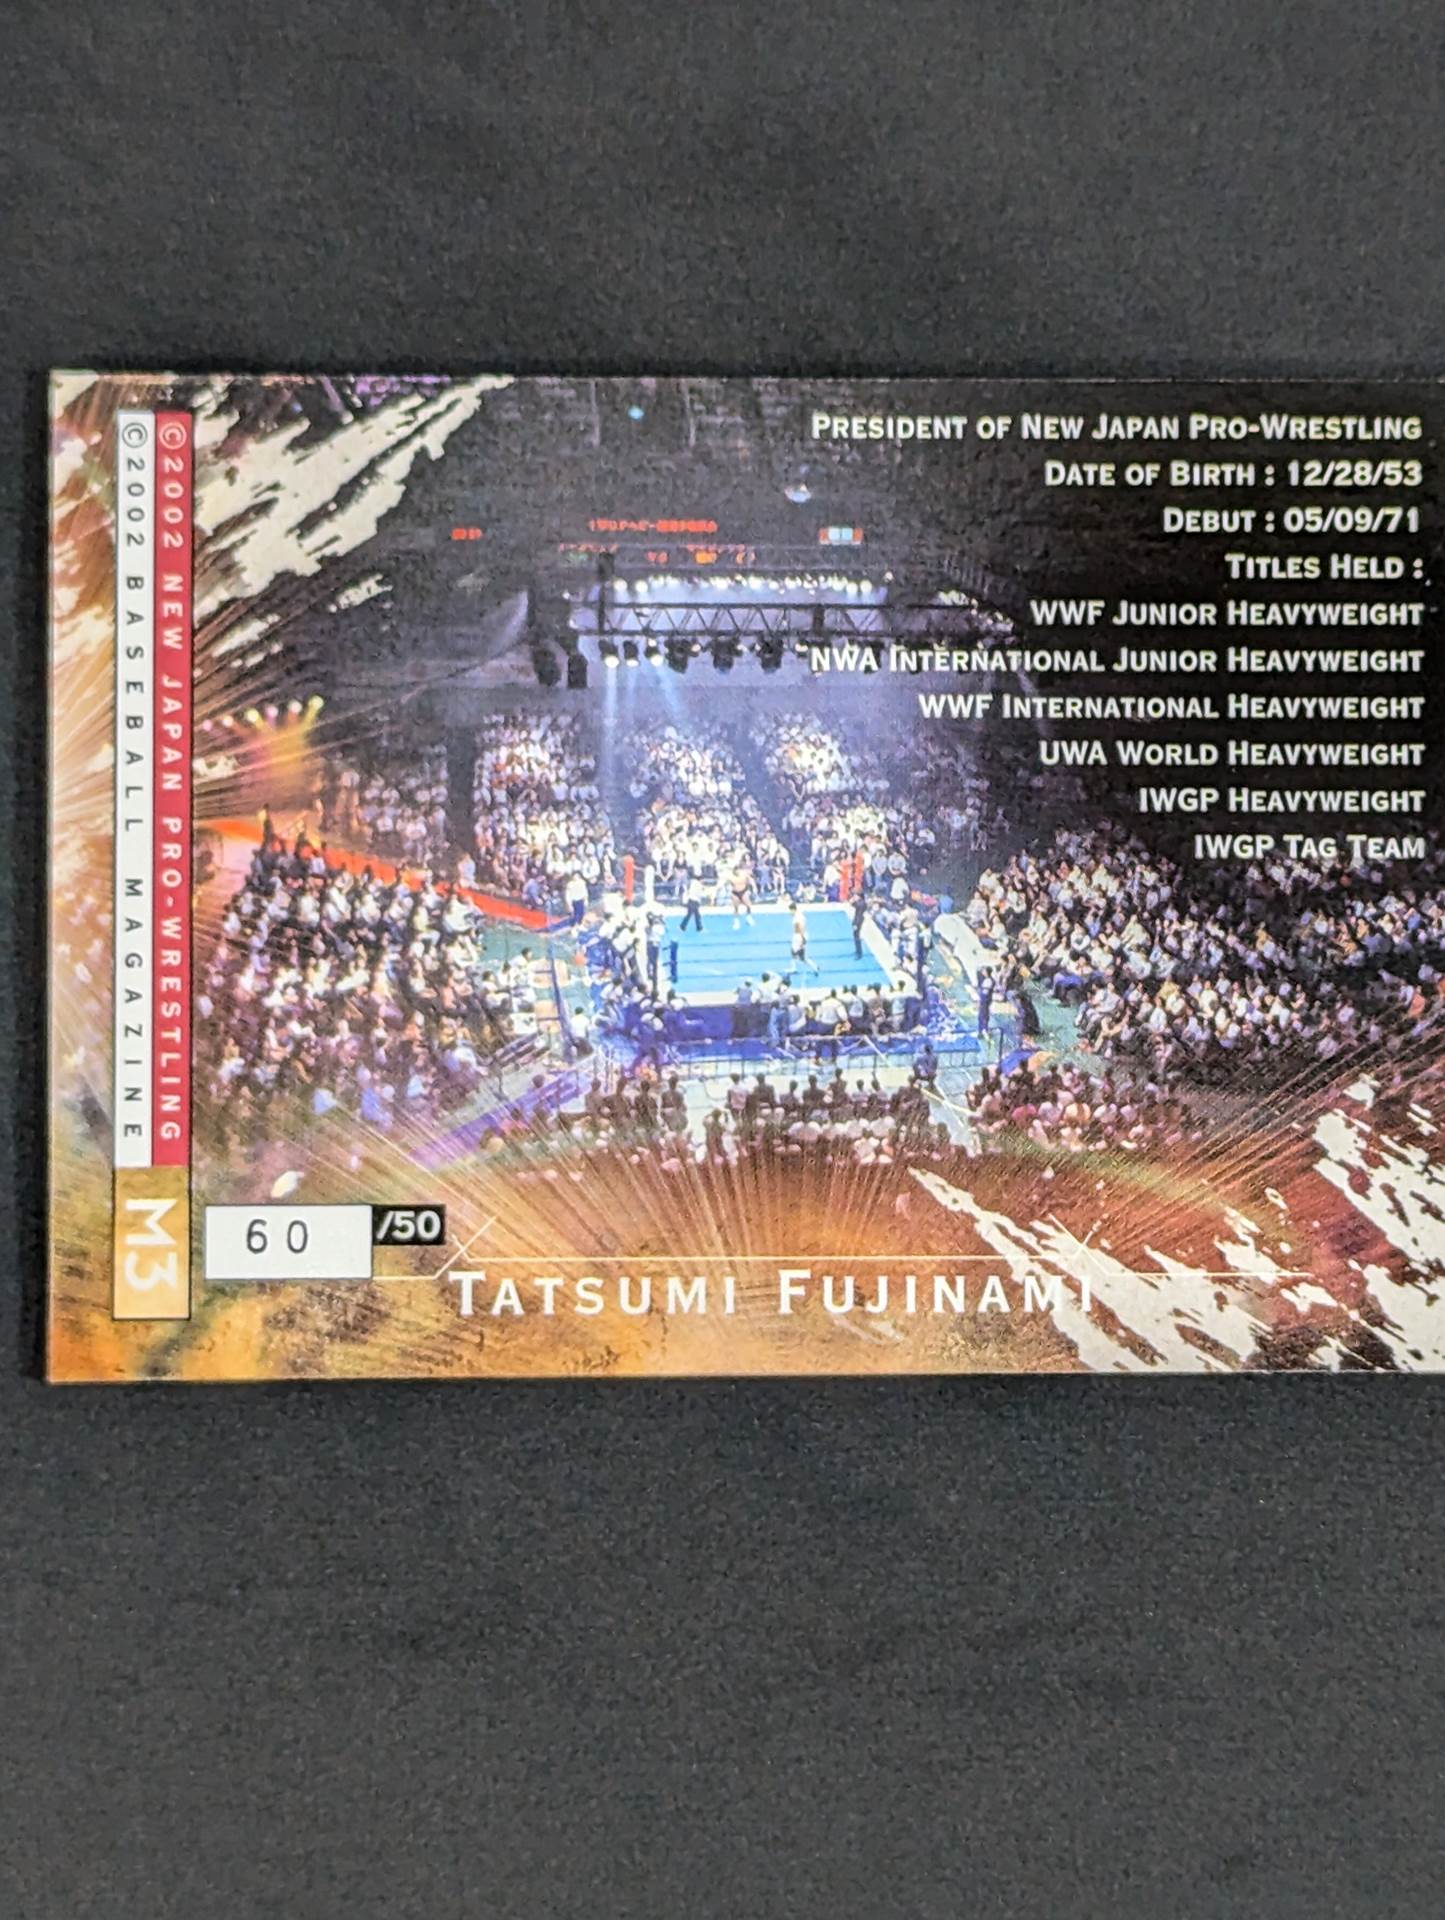 PRESIDENT OF NEW JAPAN PRO-WRESTLING
DATE OF BIRTH : 12/28/53
DEBUT : 05/09/71
TITLES HELD :
WWF JUNIOR HEAVYWEIGHT
NWA INTERNATIONAL JUNIOR HEAVYWEIGHT
WWF INTERNATIONAL HEAVYWEIGHT
UWA WORLD HEAVYWEIGHT
IWGP HEAVYWEIGHT
IWGP TAG TEAM
©2002 NEW JAPAN PRO-WRESTLING
©2002 BASEBALL MAGAZINE
M3
60 /50
TATSUMI FUJINAMI